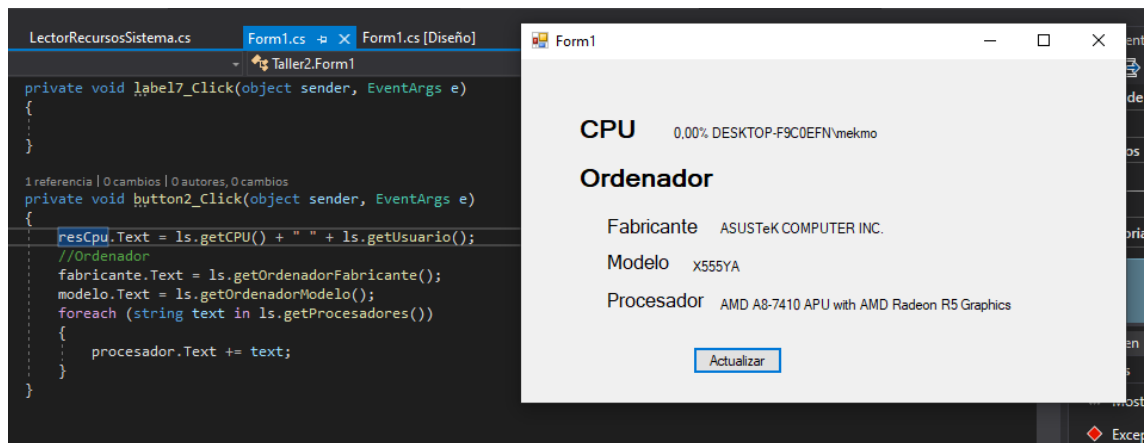 LectorRecursosSistema.cs Form1.cs Form1.cs [Diseño]
Taller2.Form1
private void label7_Click(object sender, EventArgs e)
{
}
1 referencia | 0 cambios | 0 autores, 0 cambios
private void button2_Click(object sender, EventArgs e)
{
resCpu.Text = ls.getCPU() + " " + ls.getUsuario();
//Ordenador
fabricante.Text = ls.getOrdenadorFabricante();
modelo.Text = ls.getOrdenadorModelo();
foreach (string text in ls.getProcesadores())
{
procesador.Text += text;
}
}
Form1
CPU 0,00% DESKTOP-F9C0EFN\mekmo
Ordenador
Fabricante ASUSTeK COMPUTER INC.
Modelo X555YA
Procesador AMD A8-7410 APU with AMD Radeon R5 Graphics
Actualizar